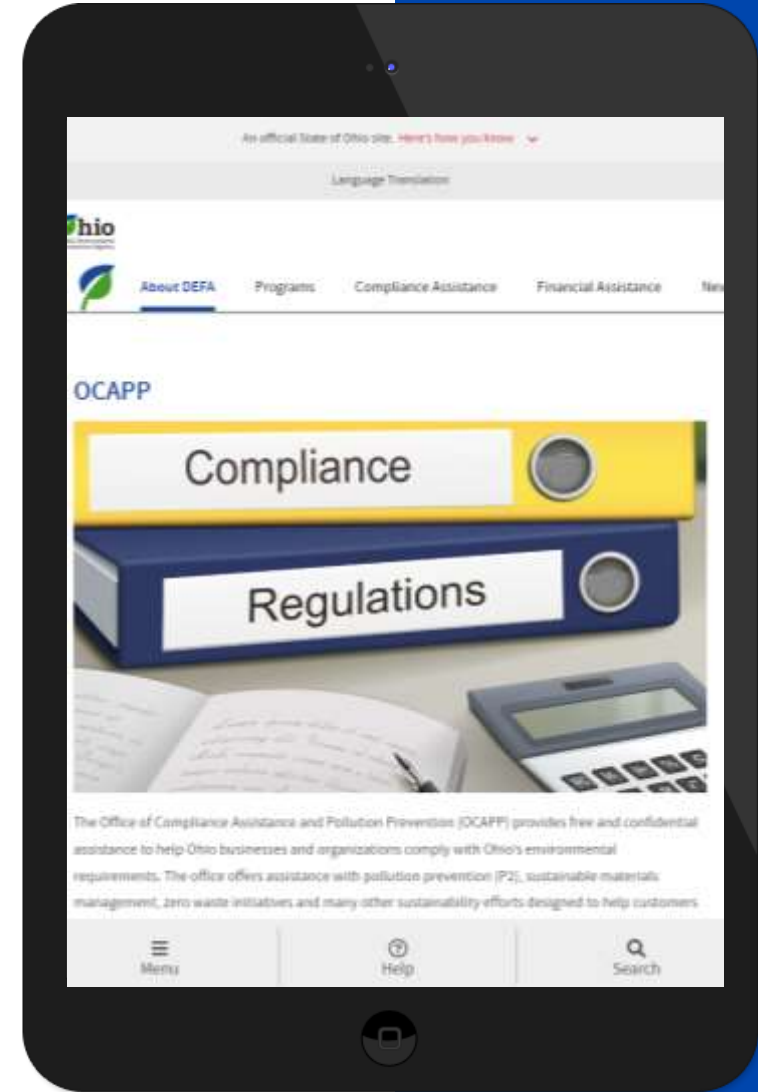 An official State of Ohio site. Here's how you know
Language Translation
Ohio
About DEFA Programs Compliance Assistance Financial Assistance New
OCAPP
Compliance
Regulations
The Office of Compliance Assistance and Pollution Prevention (OCAPP) provides free and confidential
assistance to help Ohio businesses and organizations comply with Ohio's environmental
requirements. The office offers assistance with pollution prevention (P2), sustainable materials
management, zero waste initiatives and many other sustainability efforts designed to help customers
Menu Help Search